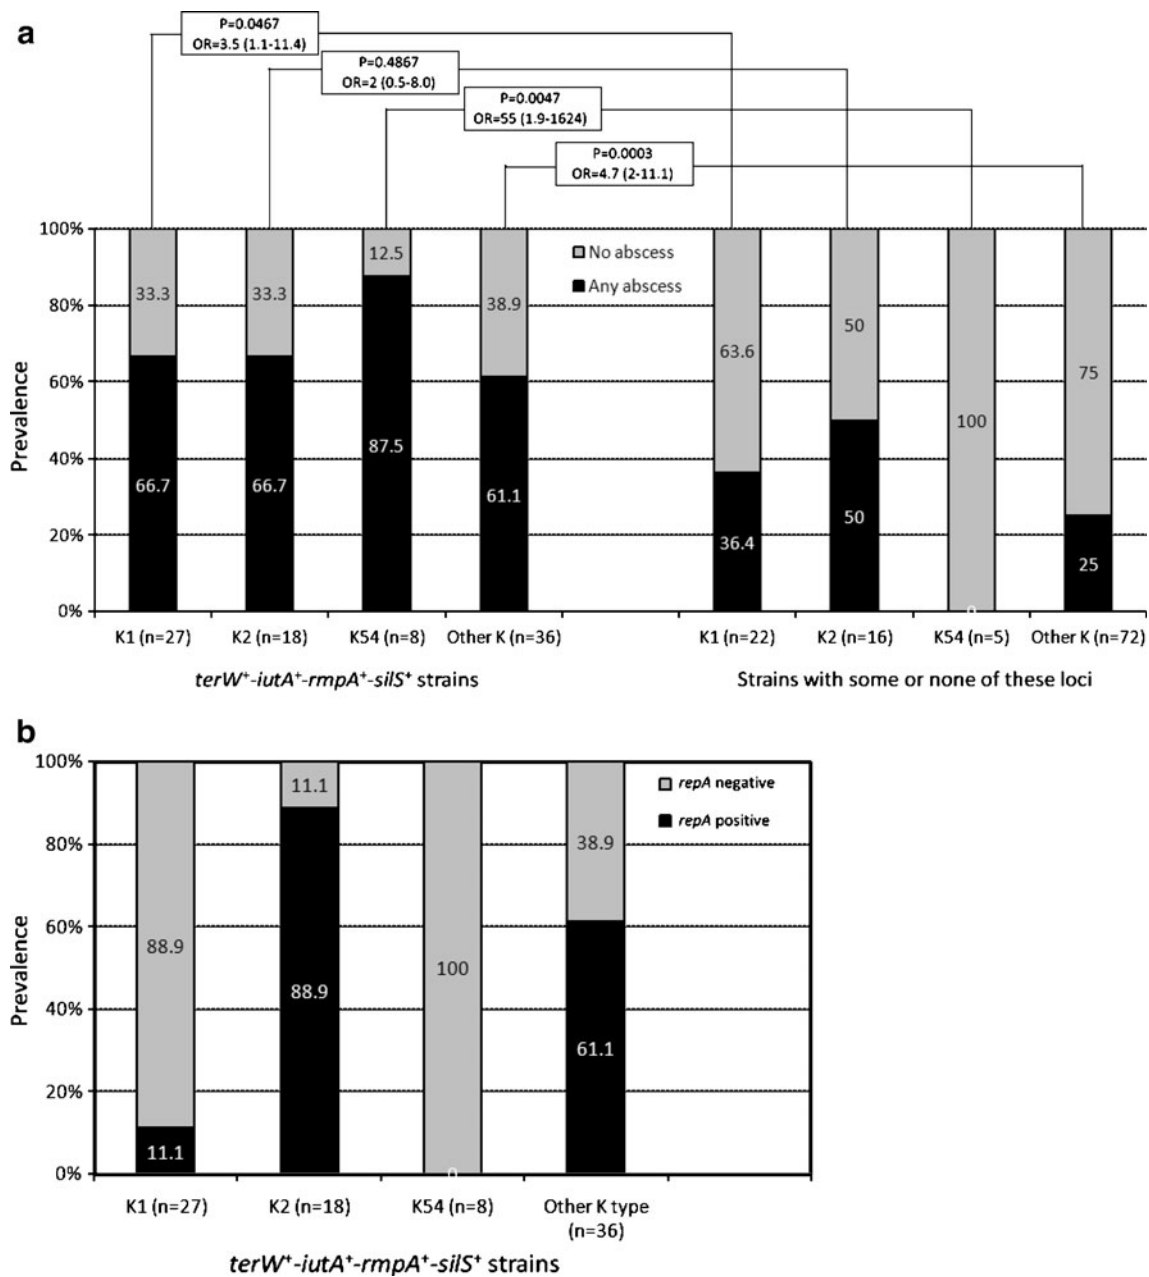 a
P=0.0467
OR=3.5 (1.1-11.4)
P=0.4867
OR=2 (0.5-8.0)
P=0.0047
OR=55 (1.9-1624)
P=0.0003
OR=4.7 (2-11.1)
Prevalence
100%
80%
60%
40%
20%
0%
No abscess
Any abscess
33.3
33.3
12.5
38.9
63.6
50
100
75
66.7
66.7
87.5
61.1
36.4
50
0
25
K1 (n=27)
K2 (n=18)
K54 (n=8)
Other K (n=36)
K1 (n=22)
K2 (n=16)
K54 (n=5)
Other K (n=72)
terW⁺-iutA⁺-rmpA⁺-silS⁺ strains
Strains with some or none of these loci
b
Prevalence
100%
80%
60%
40%
20%
0%
repA negative
repA positive
88.9
11.1
100
38.9
11.1
88.9
0
61.1
K1 (n=27)
K2 (n=18)
K54 (n=8)
Other K type
(n=36)
terW⁺-iutA⁺-rmpA⁺-silS⁺ strains